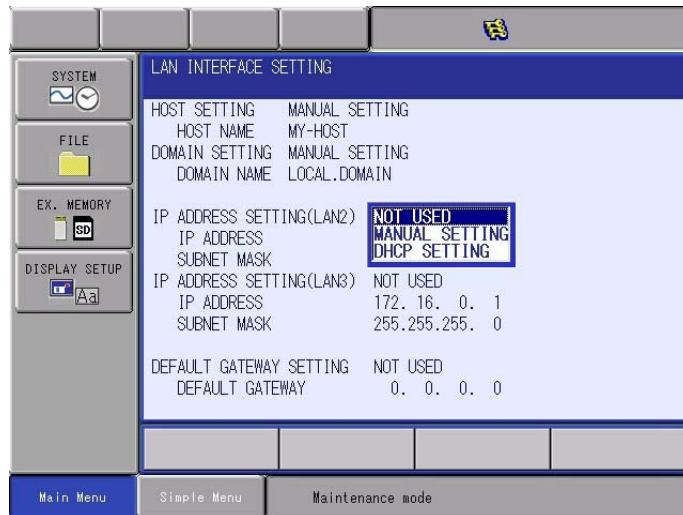 SYSTEM
FILE
EX. MEMORY
SD
DISPLAY SETUP
Aa
LAN INTERFACE SETTING
HOST SETTING MANUAL SETTING
HOST NAME MY-HOST
DOMAIN SETTING MANUAL SETTING
DOMAIN NAME LOCAL.DOMAIN
IP ADDRESS SETTING(LAN2) NOT USED
IP ADDRESS MANUAL SETTING
SUBNET MASK DHCP SETTING
IP ADDRESS SETTING(LAN3) NOT USED
IP ADDRESS 172. 16. 0. 1
SUBNET MASK 255.255.255. 0
DEFAULT GATEWAY SETTING NOT USED
DEFAULT GATEWAY 0. 0. 0. 0
Main Menu Simple Menu Maintenance mode